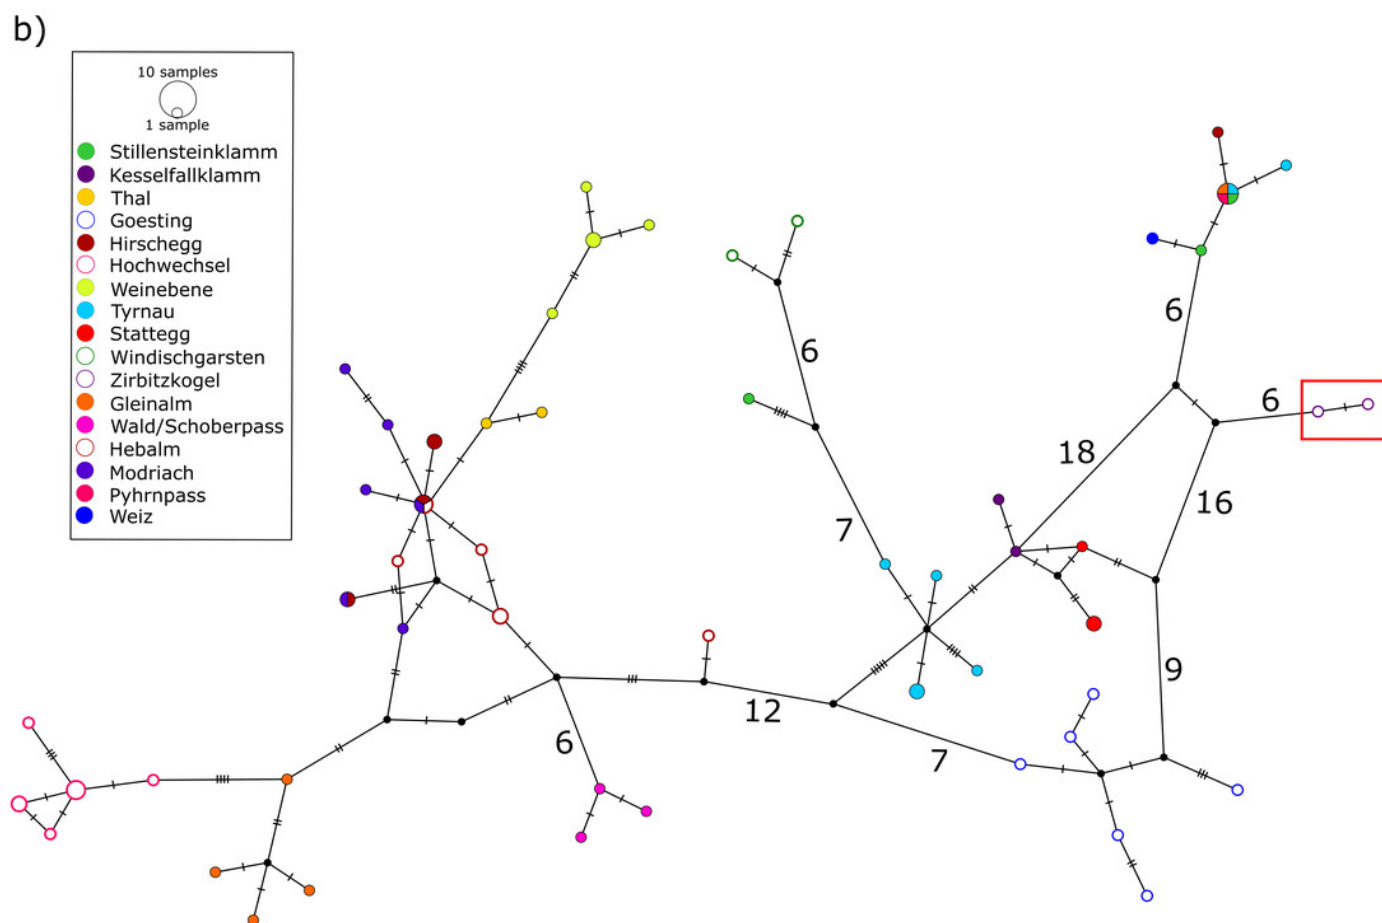 b)
10 samples
1 sample
Stillensteinklamm
Kesselfallklamm
Thal
Goesting
Hirschegg
Hochwechsel
Weinebene
Tyrnau
Stattegg
Windischgarsten
Zirbitzkogel
Gleinalm
Wald/Schoberpass
Hebalm
Modriach
Pyhrnpass
Weiz
6
6
6
18
16
7
9
12
6
7